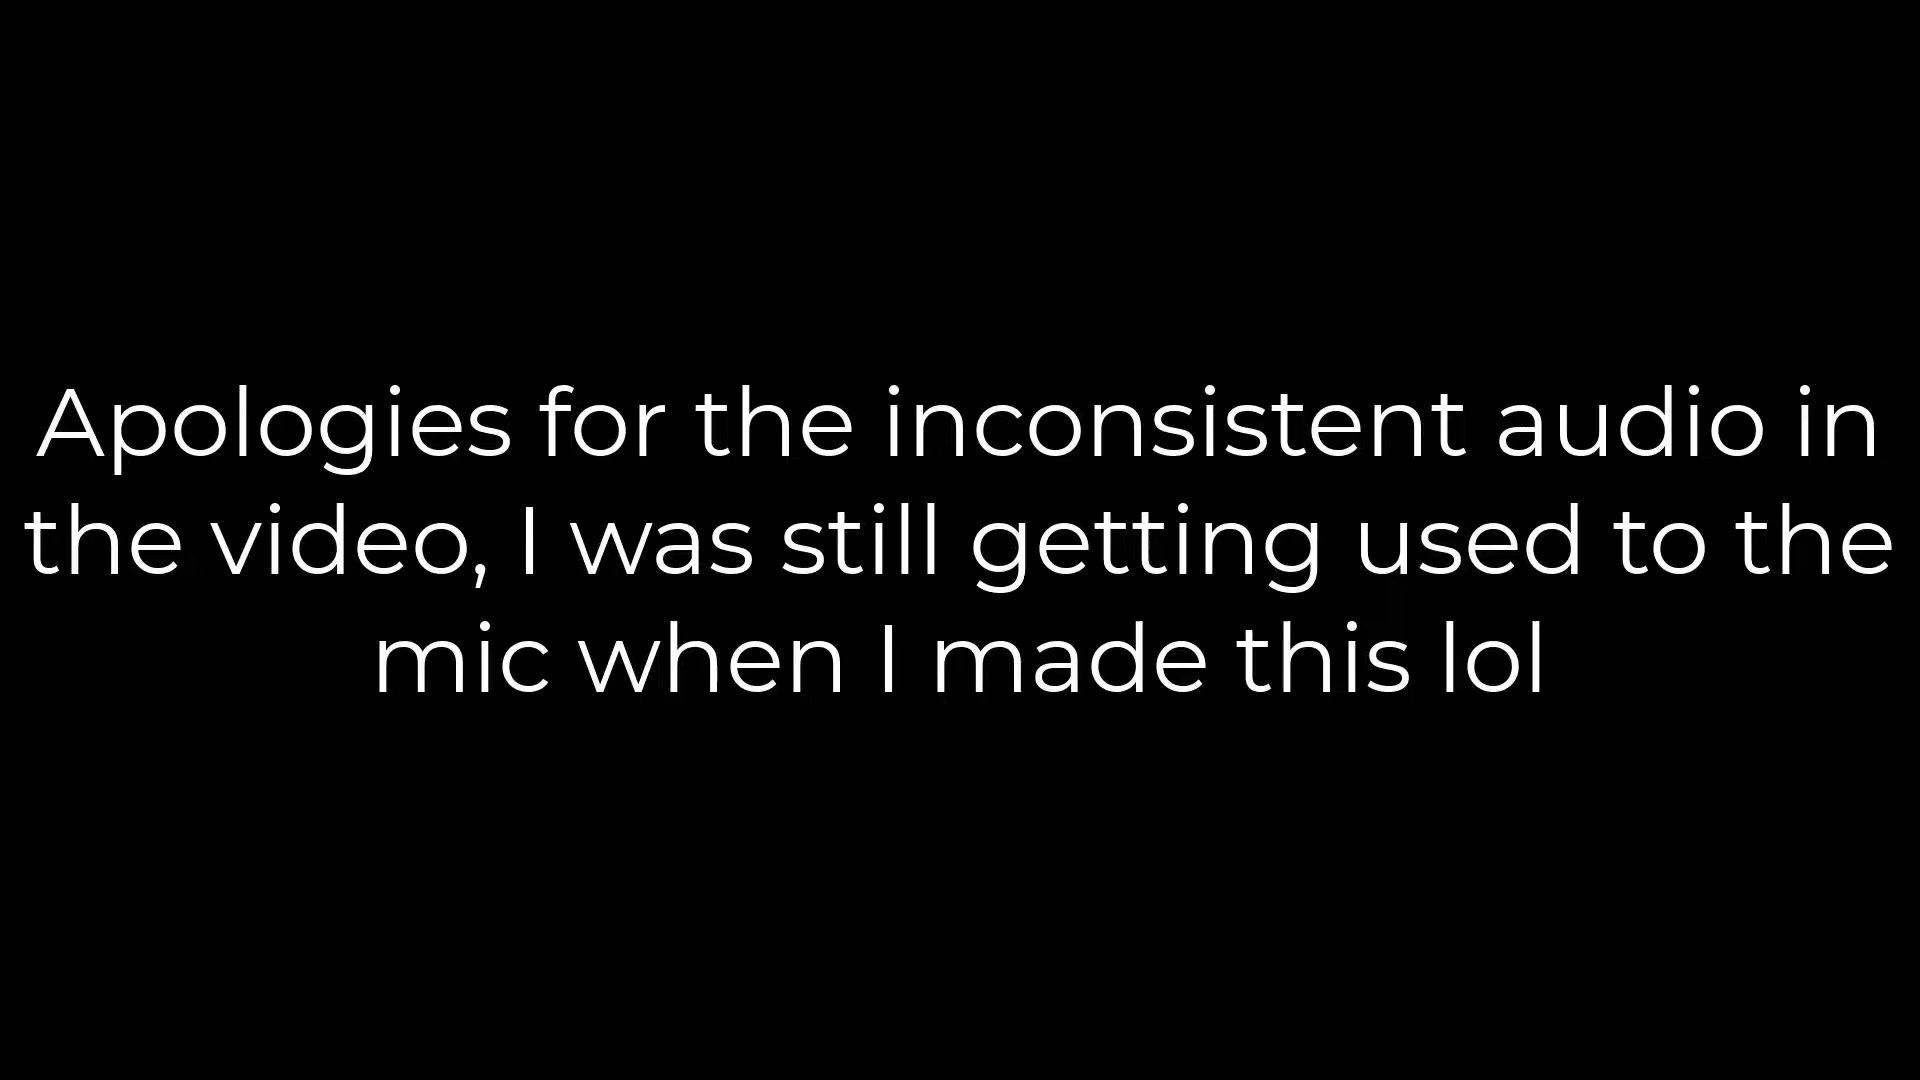 Apologies for the inconsistent audio in
the video, I was still getting used to the
mic when I made this lol